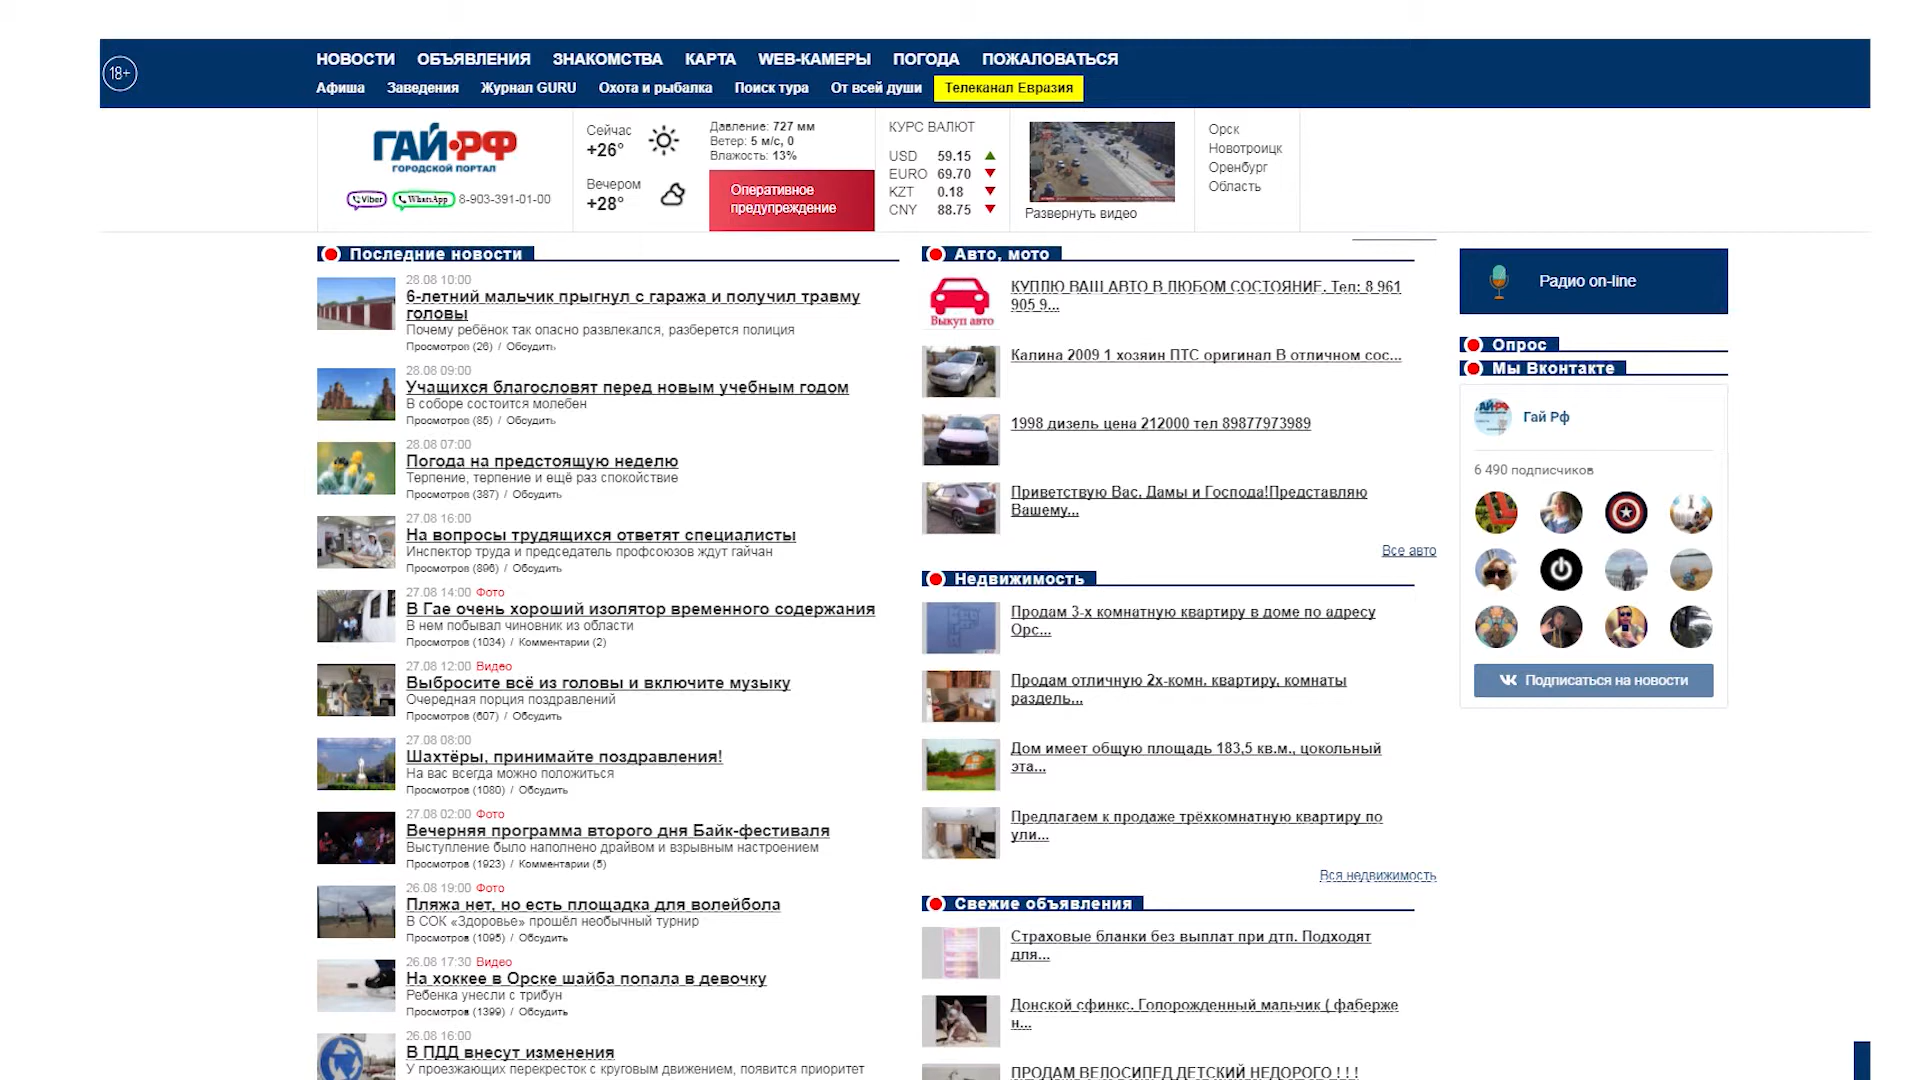 18+
НОВОСТИ ОБЪЯВЛЕНИЯ ЗНАКОМСТВА КАРТА WEB-КАМЕРЫ ПОГОДА ПОЖАЛОВАТЬСЯ
Афиша Заведения Журнал GURU Охота и рыбалка Поиск тура От всей души Телеканал Евразия
ГАЙ РФ
ГОРОДСКОЙ ПОРТАЛ
Viber WhatsApp 8-903-391-01-00
Сейчас
+26°
Вечером
+28°
Давление: 727 мм
Ветер: 5 м/с, 0
Влажость: 13%
Оперативное
предупреждение
КУРС ВАЛЮТ
USD 59.15
EURO 69.70
KZT 0.18
CNY 88.75
Развернуть видео
Орск
Новотроицк
Оренбург
Область
Последние новости
28.08 10:00
6-летний мальчик прыгнул с гаража и получил травму
головы
Почему ребёнок так опасно развлекался, разберется полиция
Просмотров (26) / Обсудить
28.08 09:00
Учащихся благословят перед новым учебным годом
В соборе состоится молебен
Просмотров (85) / Обсудить
28.08 07:00
Погода на предстоящую неделю
Терпение, терпение и ещё раз спокойствие
Просмотров (387) / Обсудить
27.08 16:00
На вопросы трудящихся ответят специалисты
Инспектор труда и председатель профсоюзов ждут гайчан
Просмотров (896) / Обсудить
27.08 14:00 Фото
В Гае очень хороший изолятор временного содержания
В нем побывал чиновник из области
Просмотров (1034) / Комментарии (2)
27.08 12:00 Видео
Выбросите всё из головы и включите музыку
Очередная порция поздравлений
Просмотров (607) / Обсудить
27.08 08:00
Шахтёры, принимайте поздравления!
На вас всегда можно положиться
Просмотров (1080) / Обсудить
27.08 02:00 Фото
Вечерняя программа второго дня Байк-фестиваля
Выступление было наполнено драйвом и взрывным настроением
Просмотров (1923) / Комментарии (5)
26.08 19:00 Фото
Пляжа нет, но есть площадка для волейбола
В СОК «Здоровье» прошёл необычный турнир
Просмотров (1095) / Обсудить
26.08 17:30 Видео
На хоккее в Орске шайба попала в девочку
Ребенка унесли с трибун
Просмотров (1399) / Обсудить
26.08 16:00
В ПДД внесут изменения
У проезжающих перекресток с круговым движением, появится приоритет
Авто, мото
Выкуп авто
КУПЛЮ ВАШ АВТО В ЛЮБОМ СОСТОЯНИЕ. Тел: 8 961
905 9...
Калина 2009 1 хозяин ПТС оригинал В отличном сос...
1998 дизель цена 212000 тел 89877973989
Приветствую Вас, Дамы и Господа!Представляю
Вашему...
Все авто
Недвижимость
Продам 3-х комнатную квартиру в доме по адресу
Орс...
Продам отличную 2х-комн. квартиру, комнаты
раздель...
Дом имеет общую площадь 183,5 кв.м., цокольный
эта...
Предлагаем к продаже трёхкомнатную квартиру по
ули...
Вся недвижимость
Свежие объявления
Страховые бланки без выплат при дтп. Подходят
для...
Донской сфинкс. Голорожденный мальчик ( фаберже
н...
ПРОДАМ ВЕЛОСИПЕД ДЕТСКИЙ НЕДОРОГО ! ! !
Радио on-line
Опрос
Мы Вконтакте
Гай Рф
6 490 подписчиков
Подписаться на новости